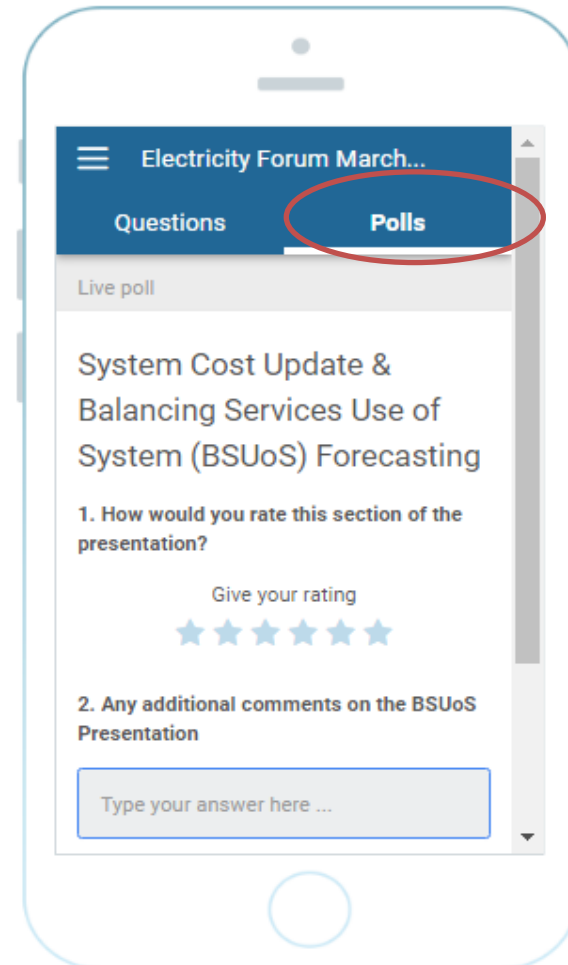 Electricity Forum March...
Questions
Polls
Live poll
System Cost Update &
Balancing Services Use of
System (BSUoS) Forecasting
1. How would you rate this section of the
presentation?
Give your rating
2. Any additional comments on the BSUoS
Presentation
Type your answer here ...